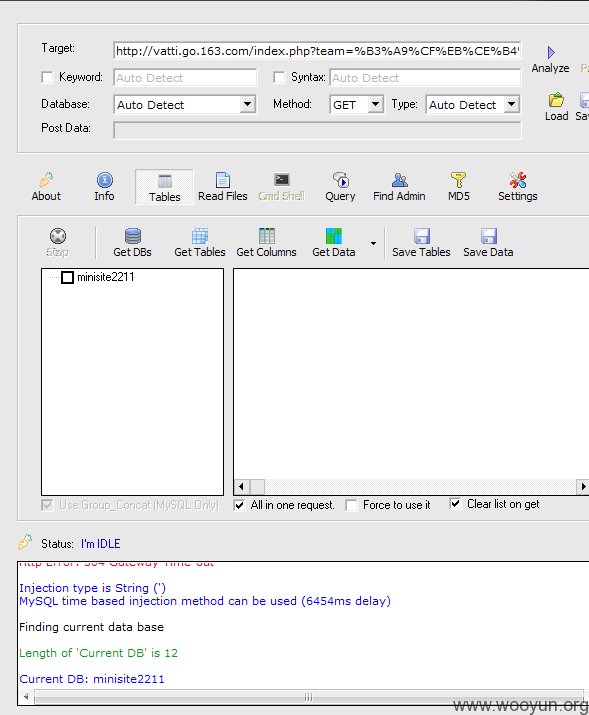 Target: http://vatti.go.163.com/index.php?team=%B3%A9%CF%EB%CE%B4%
Keyword: Auto Detect Syntax: Auto Detect Analyze
Database: Auto Detect Method: GET Type: Auto Detect Load Sav
Post Data:
About Info Tables Read Files Cmd Shell Query Find Admin MD5 Settings
Stop Get DBs Get Tables Get Columns Get Data Save Tables Save Data
minisite2211
Use Group_Concat (MySQL Only) All in one request. Force to use it Clear list on get
Status: I'm IDLE
Http Error: 504 Gateway Time-out
Injection type is String (')
MySQL time based injection method can be used (6454ms delay)
Finding current data base
Length of 'Current DB' is 12
Current DB: minisite2211
www.wooyun.org